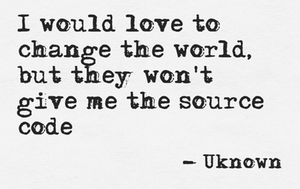 I would love to
change the world,
but they won't
give me the source
code
– Uknown